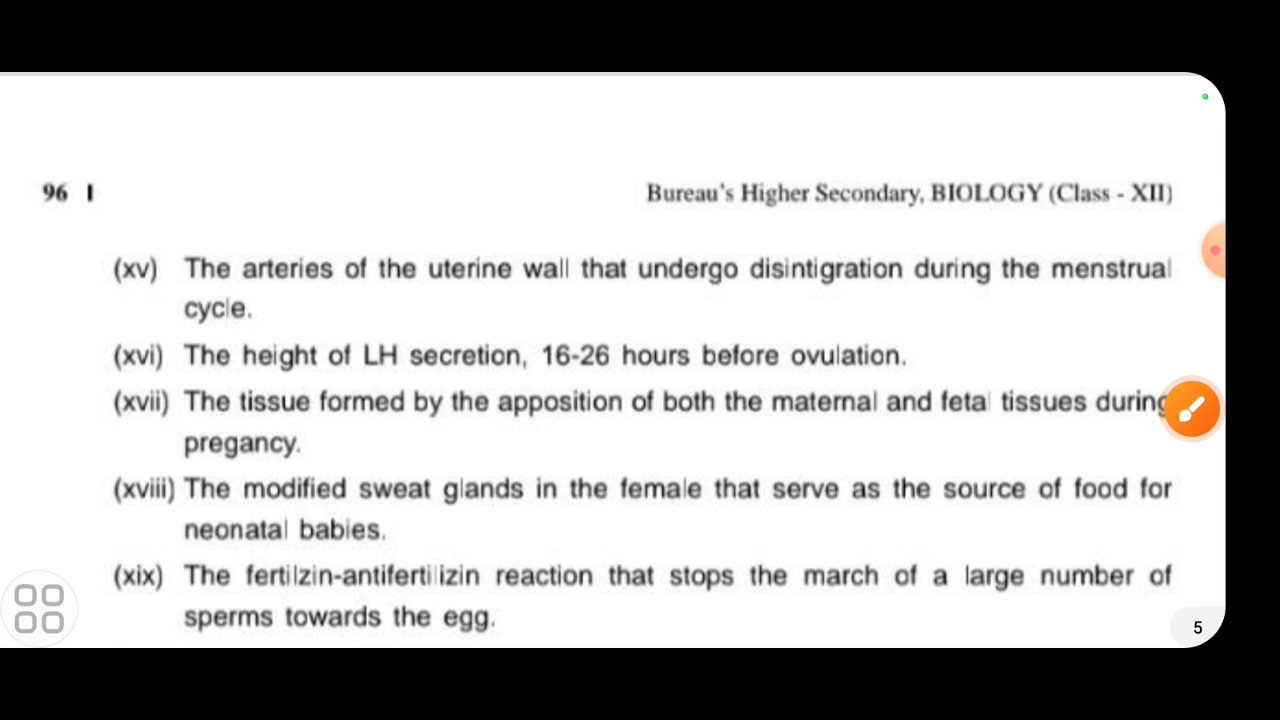 96 I Bureau's Higher Secondary, BIOLOGY (Class - XII)
(xv) The arteries of the uterine wall that undergo disintigration during the menstrual
cycle.
(xvi) The height of LH secretion, 16-26 hours before ovulation.
(xvii) The tissue formed by the apposition of both the maternal and fetal tissues during
pregancy.
(xviii) The modified sweat glands in the female that serve as the source of food for
neonatal babies.
(xix) The fertilzin-antifertilizin reaction that stops the march of a large number of
sperms towards the egg.
5